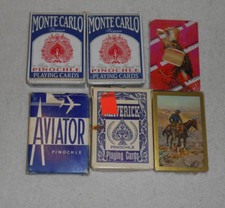 MONTE CARLO
PINOCHLE
PLAYING CARDS
MONTE CARLO
PINOCHLE
PLAYING CARDS
AVIATOR
PINOCHLE
MAVERICK
PINOCHLE
Playing Cards